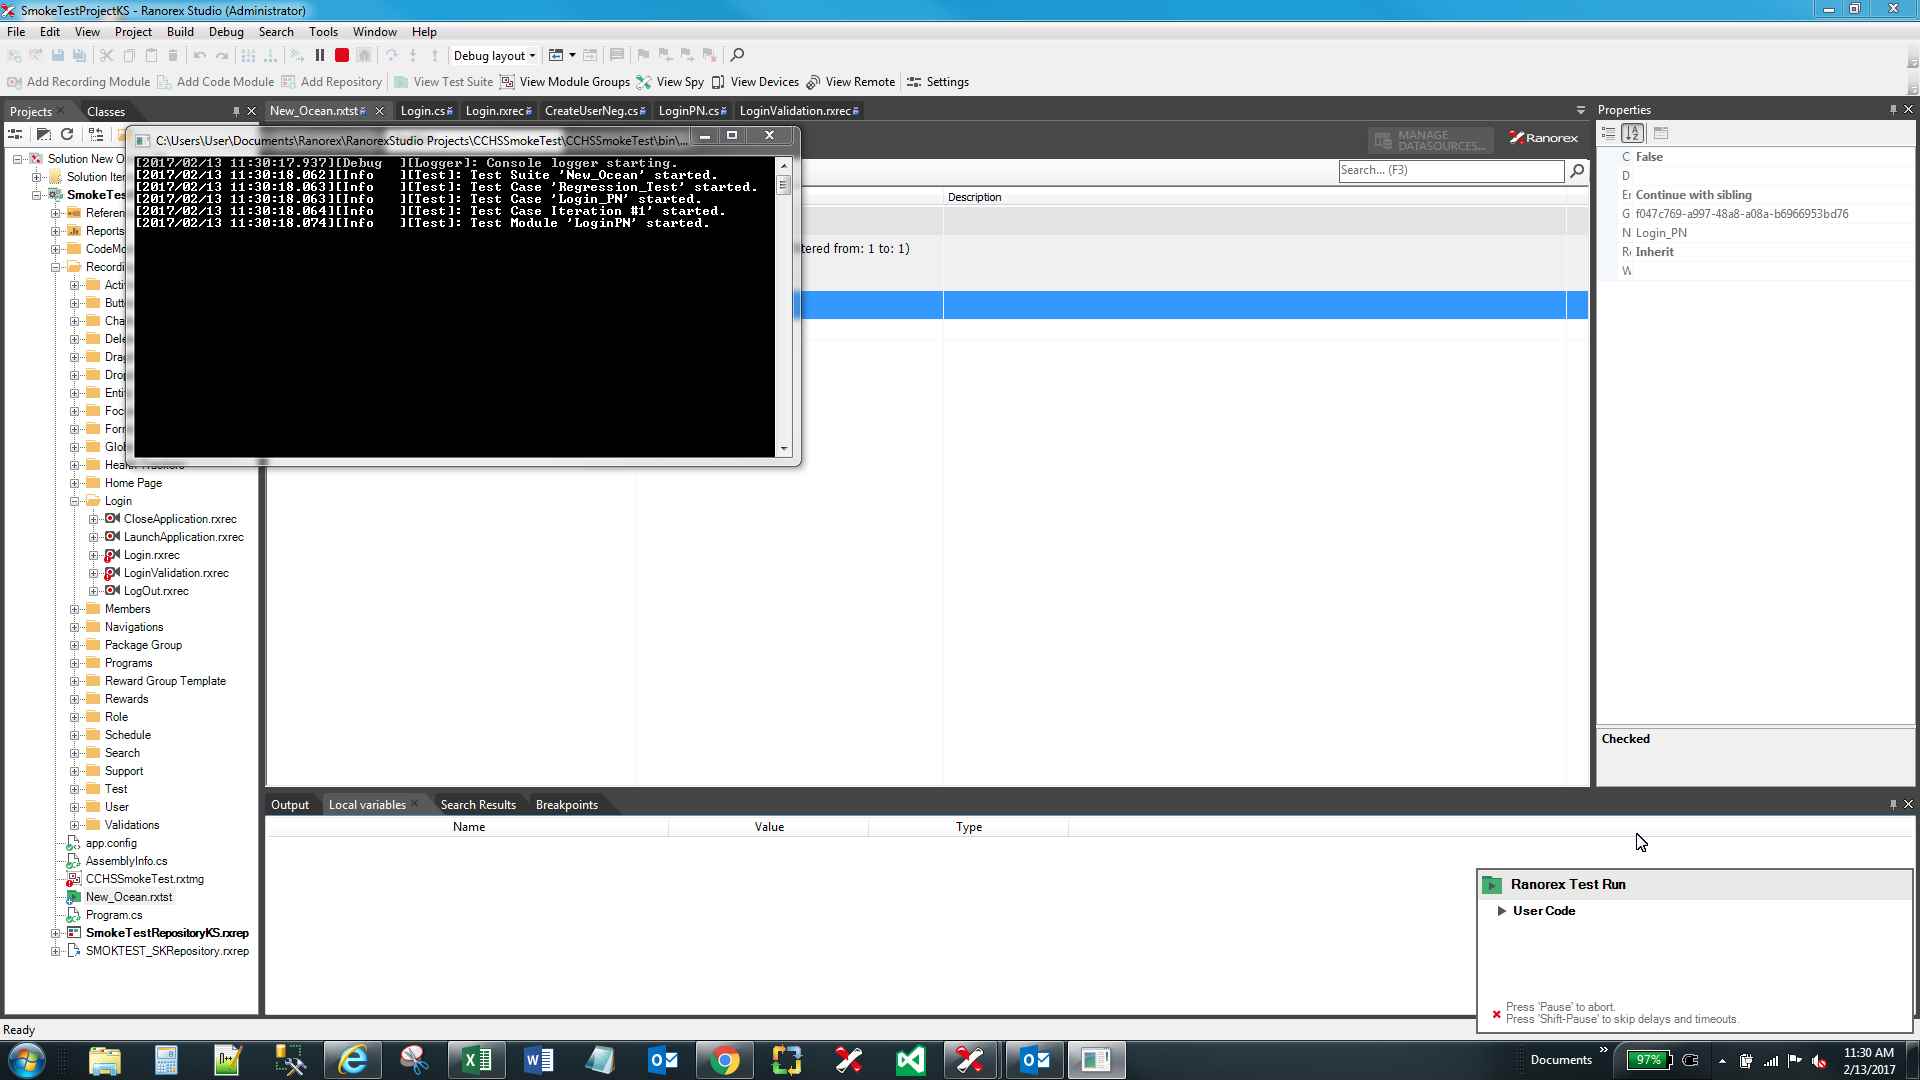 SmokeTestProjectKS - Ranorex Studio (Administrator)
File Edit View Project Build Debug Search Tools Window Help
Debug layout
Add Recording Module Add Code Module Add Repository View Test Suite View Module Groups View Spy View Devices View Remote Settings
Projects Classes
New_Ocean.rxtst Login.cs Login.rxrec CreateUserNeg.cs LoginPN.cs LoginValidation.rxrec
Properties
MANAGE
DATASOURCES...
Ranorex
Search... (F3)
Description
tered from: 1 to: 1)
C:\Users\User\Documents\Ranorex\RanorexStudio Projects\CCHSSmokeTest\CCHSSmokeTest\bin\...
[2017/02/13 11:30:17.937][Debug ][Logger]: Console logger starting.
[2017/02/13 11:30:18.062][Info ][Test]: Test Suite 'New_Ocean' started.
[2017/02/13 11:30:18.063][Info ][Test]: Test Case 'Regression_Test' started.
[2017/02/13 11:30:18.063][Info ][Test]: Test Case 'Login_PN' started.
[2017/02/13 11:30:18.064][Info ][Test]: Test Case Iteration #1' started.
[2017/02/13 11:30:18.074][Info ][Test]: Test Module 'LoginPN' started.
Solution New O
Solution Iter
SmokeTes
Referen
Reports
CodeMo
Recordi
Activ
Butt
Cha
Dele
Drag
Drop
Entit
Focu
Form
Glob
Health Trackers
Home Page
Login
CloseApplication.rxrec
LaunchApplication.rxrec
Login.rxrec
LoginValidation.rxrec
LogOut.rxrec
Members
Navigations
Package Group
Programs
Reward Group Template
Rewards
Role
Schedule
Search
Support
Test
User
Validations
app.config
AssemblyInfo.cs
CCHSSmokeTest.rxtmg
New_Ocean.rxtst
Program.cs
SmokeTestRepositoryKS.rxrep
SMOKTEST_SKRepository.rxrep
C False
D
Er Continue with sibling
G f047c769-a997-48a8-a08a-b6966953bd76
N Login_PN
Re Inherit
W
Checked
Output Local variables Search Results Breakpoints
Name Value Type
Ranorex Test Run
User Code
Press 'Pause' to abort.
Press 'Shift-Pause' to skip delays and timeouts.
Ready
Documents
97%
11:30 AM
2/13/2017